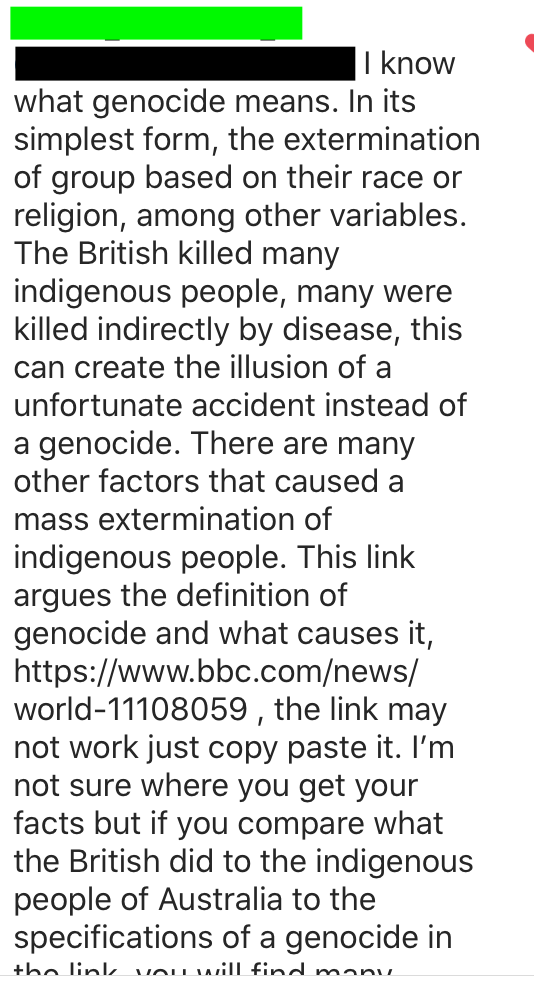 I know
what genocide means. In its
simplest form, the extermination
of group based on their race or
religion, among other variables.
The British killed many
indigenous people, many were
killed indirectly by disease, this
can create the illusion of a
unfortunate accident instead of
a genocide. There are many
other factors that caused a
mass extermination of
indigenous people. This link
argues the definition of
genocide and what causes it,
https://www.bbc.com/news/
world-11108059 , the link may
not work just copy paste it. I’m
not sure where you get your
facts but if you compare what
the British did to the indigenous
people of Australia to the
specifications of a genocide in
the link, you will find many